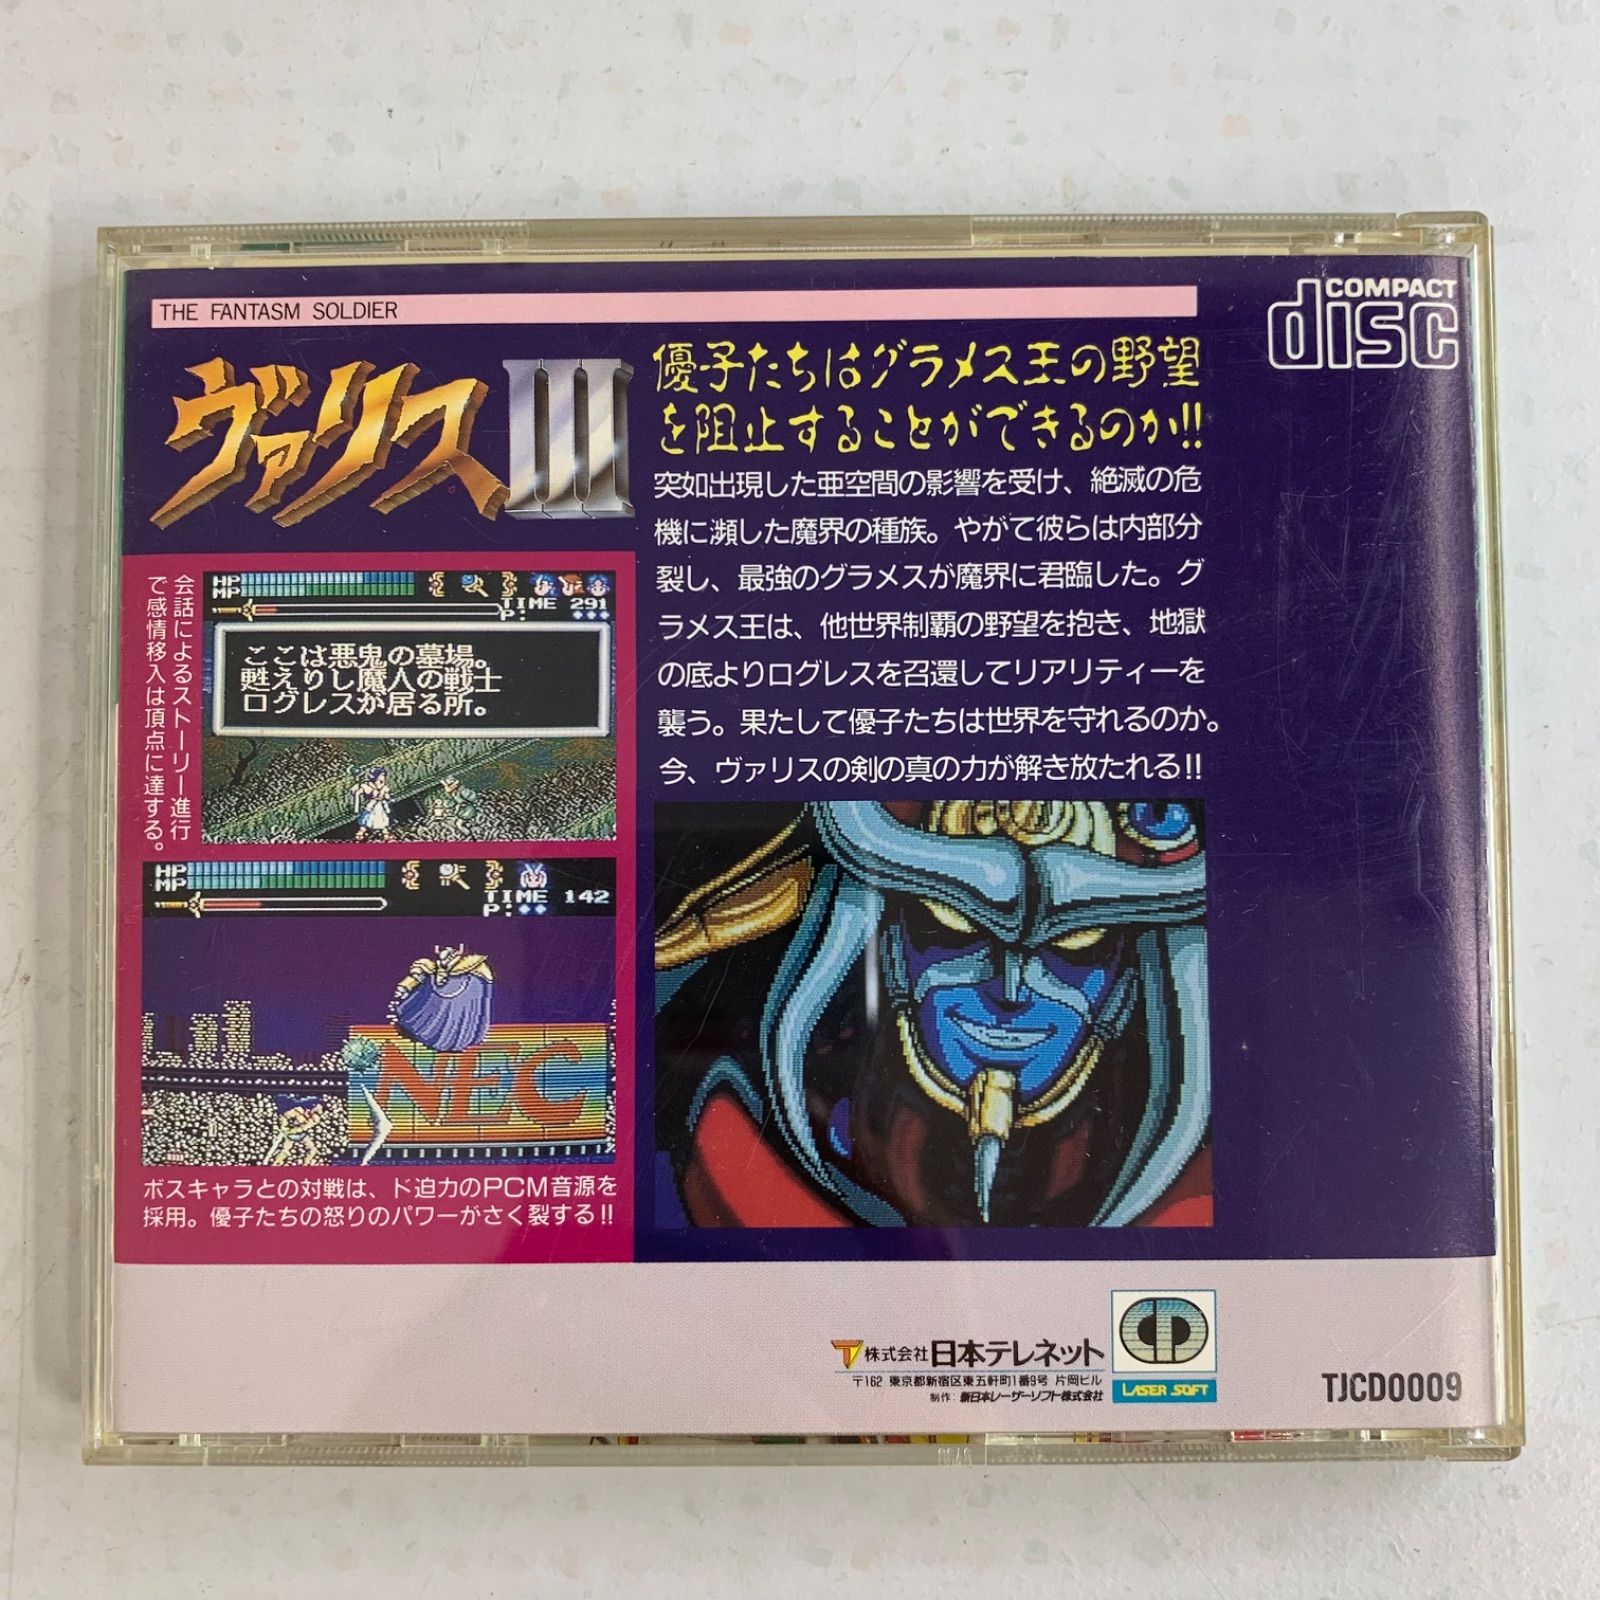 THE FANTASM SOLDIER
COMPACT
disc
ヴァリスIII
優子たちはグラメス王の野望
を阻止することができるのか!!
突如出現した亜空間の影響を受け、絶滅の危
機に瀕した魔界の種族。やがて彼らは内部分
裂し、最強のグラメスが魔界に君臨した。グ
ラメス王は、他世界制覇の野望を抱き、地獄
の底よりログレスを召還してリアリティーを
襲う。果たして優子たちは世界を守れるのか。
今、ヴァリスの剣の真の力が解き放たれる!!
会話によるストーリー進行
で感情移入は頂点に達する。
HP
MP
TIME 291
P:
ここは悪鬼の墓場。
甦えりし魔人の戦士
ログレスが居る所。
HP
MP
TIME 142
P:
NEC
ボスキャラとの対戦は、ド迫力のPCM音源を
採用。優子たちの怒りのパワーがさく裂する!!
株式会社 日本テレネット
〒162 東京都新宿区東五軒町1番9号 片岡ビル
制作:新日本レーザーソフト株式会社
CD
LASER SOFT
TJCD0009